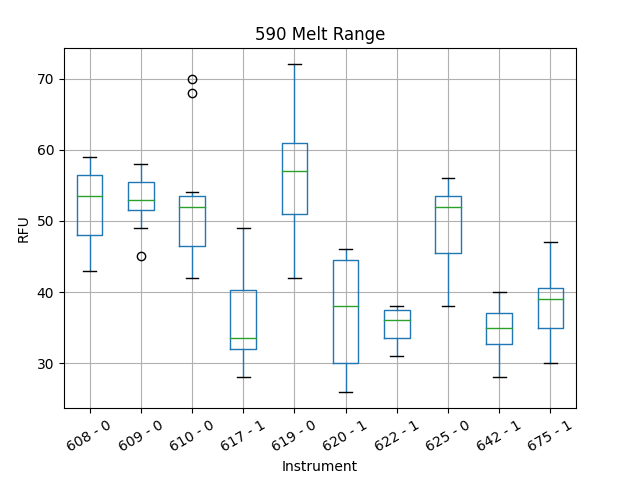 590 Melt Range
RFU
70
60
50
40
30
608 - 0
609 - 0
610 - 0
617 - 1
619 - 0
620 - 1
622 - 1
625 - 0
642 - 1
675 - 1
Instrument